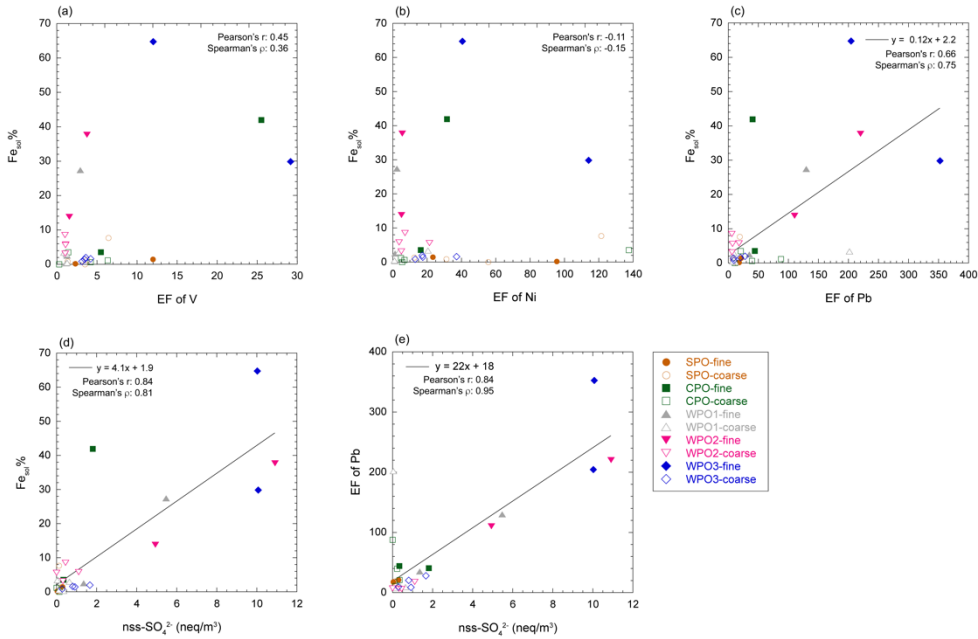 (a)
Pearson's r: 0.45
Spearman's ρ: 0.36
70
60
50
40
30
20
10
0
Fe_sol%
0 5 10 15 20 25 30
EF of V
(b)
Pearson's r: -0.11
Spearman's ρ: -0.15
70
60
50
40
30
20
10
0
Fe_sol%
0 20 40 60 80 100 120 140
EF of Ni
(c)
y = 0.12x + 2.2
Pearson's r: 0.66
Spearman's ρ: 0.75
70
60
50
40
30
20
10
0
Fe_sol%
0 50 100 150 200 250 300 350 400
EF of Pb
(d)
y = 4.1x + 1.9
Pearson's r: 0.84
Spearman's ρ: 0.81
70
60
50
40
30
20
10
0
Fe_sol%
0 2 4 6 8 10 12
nss-SO₄²⁻ (neq/m³)
(e)
y = 22x + 18
Pearson's r: 0.84
Spearman's ρ: 0.95
400
300
200
100
0
EF of Pb
0 2 4 6 8 10 12
nss-SO₄²⁻ (neq/m³)
SPO-fine
SPO-coarse
CPO-fine
CPO-coarse
WPO1-fine
WPO1-coarse
WPO2-fine
WPO2-coarse
WPO3-fine
WPO3-coarse